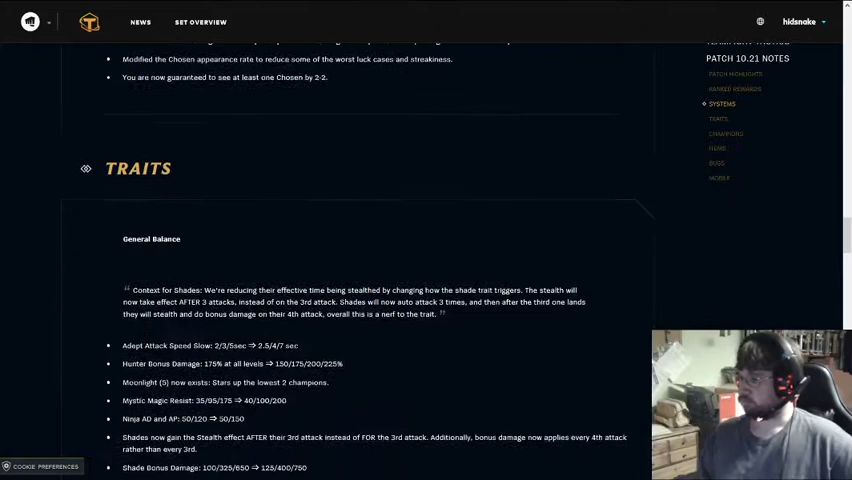 NEWS
SET OVERVIEW
hidsnake
Modified the Chosen appearance rate to reduce some of the worst luck cases and streakiness.
You are now guaranteed to see at least one Chosen by 2-2.
PATCH 10.21 NOTES
PATCH HIGHLIGHTS
RANKED REWARDS
SYSTEMS
TRAITS
CHAMPIONS
ITEMS
BUGS
MOBILE
TRAITS
General Balance
Context for Shades: We're reducing their effective time being stealthed by changing how the shade trait triggers. The stealth will
now take effect AFTER 3 attacks, instead of on the 3rd attack. Shades will now auto attack 3 times, and then after the third one lands
they will stealth and do bonus damage on their 4th attack, overall this is a nerf to the trait.
Adept Attack Speed Slow: 2/3/5sec ⇒ 2.5/4/7 sec
Hunter Bonus Damage: 175% at all levels ⇒ 150/175/200/225%
Moonlight (5) now exists: Stars up the lowest 2 champions.
Mystic Magic Resist: 35/95/175 ⇒ 40/100/200
Ninja AD and AP: 50/120 ⇒ 50/150
Shades now gain the Stealth effect AFTER their 3rd attack instead of FOR the 3rd attack. Additionally, bonus damage now applies every 4th attack
rather than every 3rd.
Shade Bonus Damage: 100/325/650 ⇒ 125/400/750
COOKIE PREFERENCES